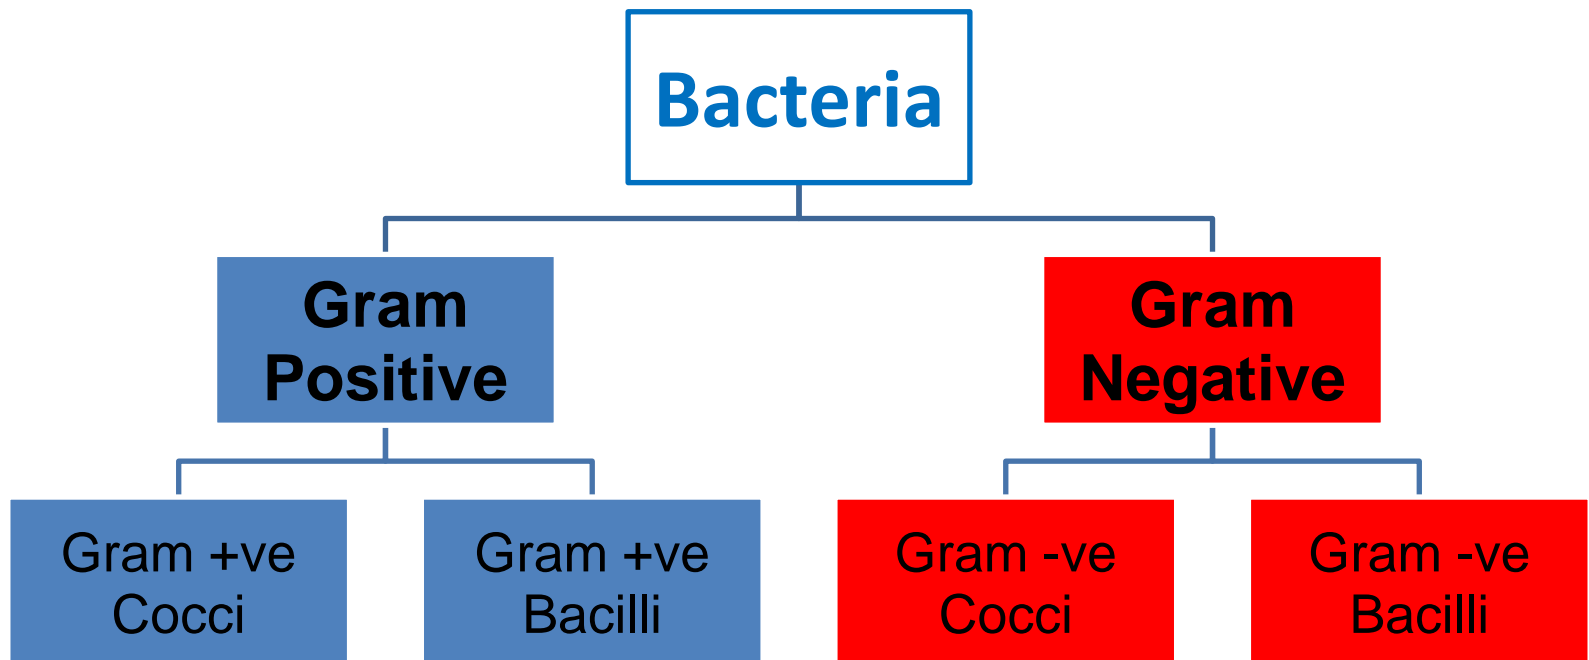 Bacteria
Gram
Positive
Gram
Negative
Gram +ve
Cocci
Gram +ve
Bacilli
Gram -ve
Cocci
Gram -ve
Bacilli